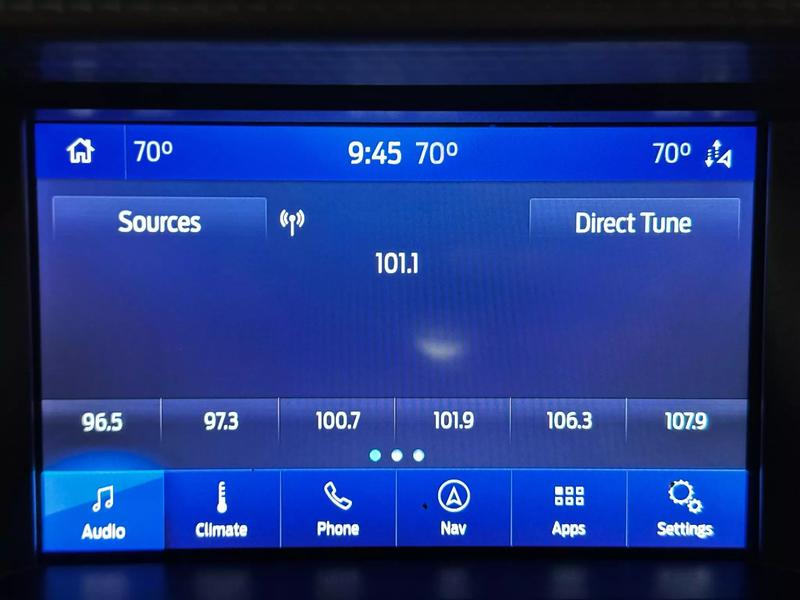 70º 9:45 70º 70º
Sources Direct Tune
101.1
96.5 97.3 100.7 101.9 106.3 107.9
Audio Climate Phone Nav Apps Settings